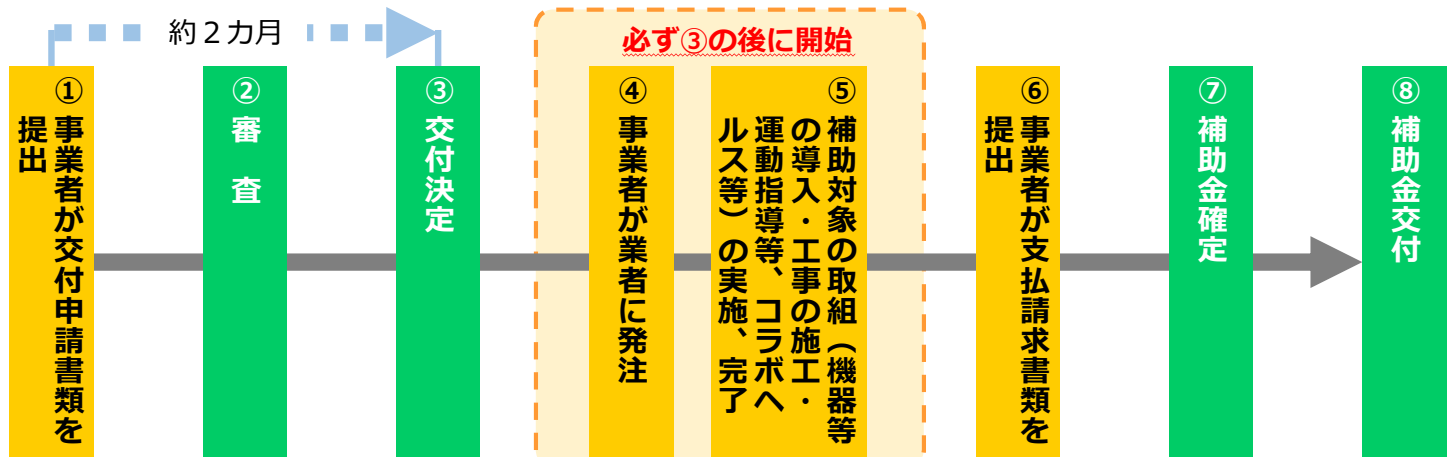 約２カ月
必ず③の後に開始
①
事業者が交付申請書類を
提出
②
審　査
③
交付決定
④
事業者が業者に発注
⑤
補助対象の取組（機器等
の導入・工事の施工・
運動指導等、コラボヘ
ルス等）の実施、完了
⑥
事業者が支払請求書類を
提出
⑦
補助金確定
⑧
補助金交付